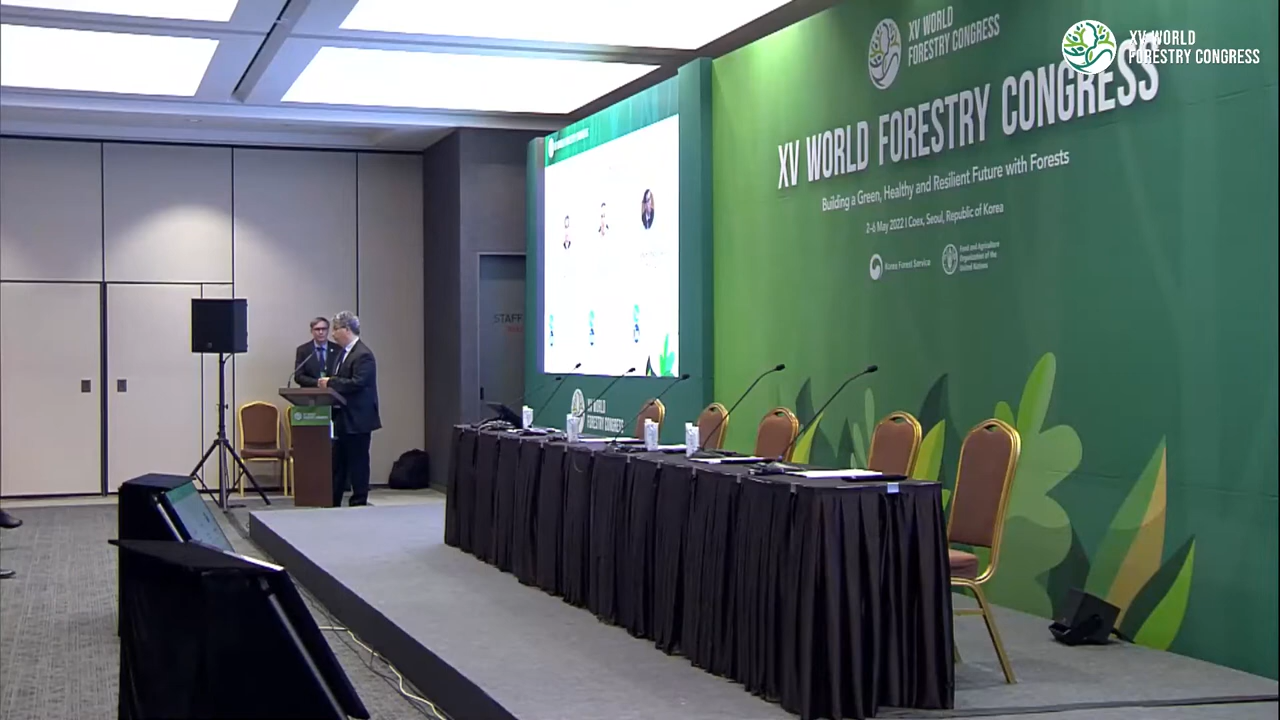 XV WORLD
FORESTRY CONGRESS
XV WORLD
FORESTRY CONGRESS
XV WORLD FORESTRY CONGRESS
Building a Green, Healthy and Resilient Future with Forests
2-6 May 2022 | Coex, Seoul, Republic of Korea
Korea Forest Service
Food and Agriculture
Organization of the
United Nations
STAFF
XV WORLD
FORESTRY CONGRESS